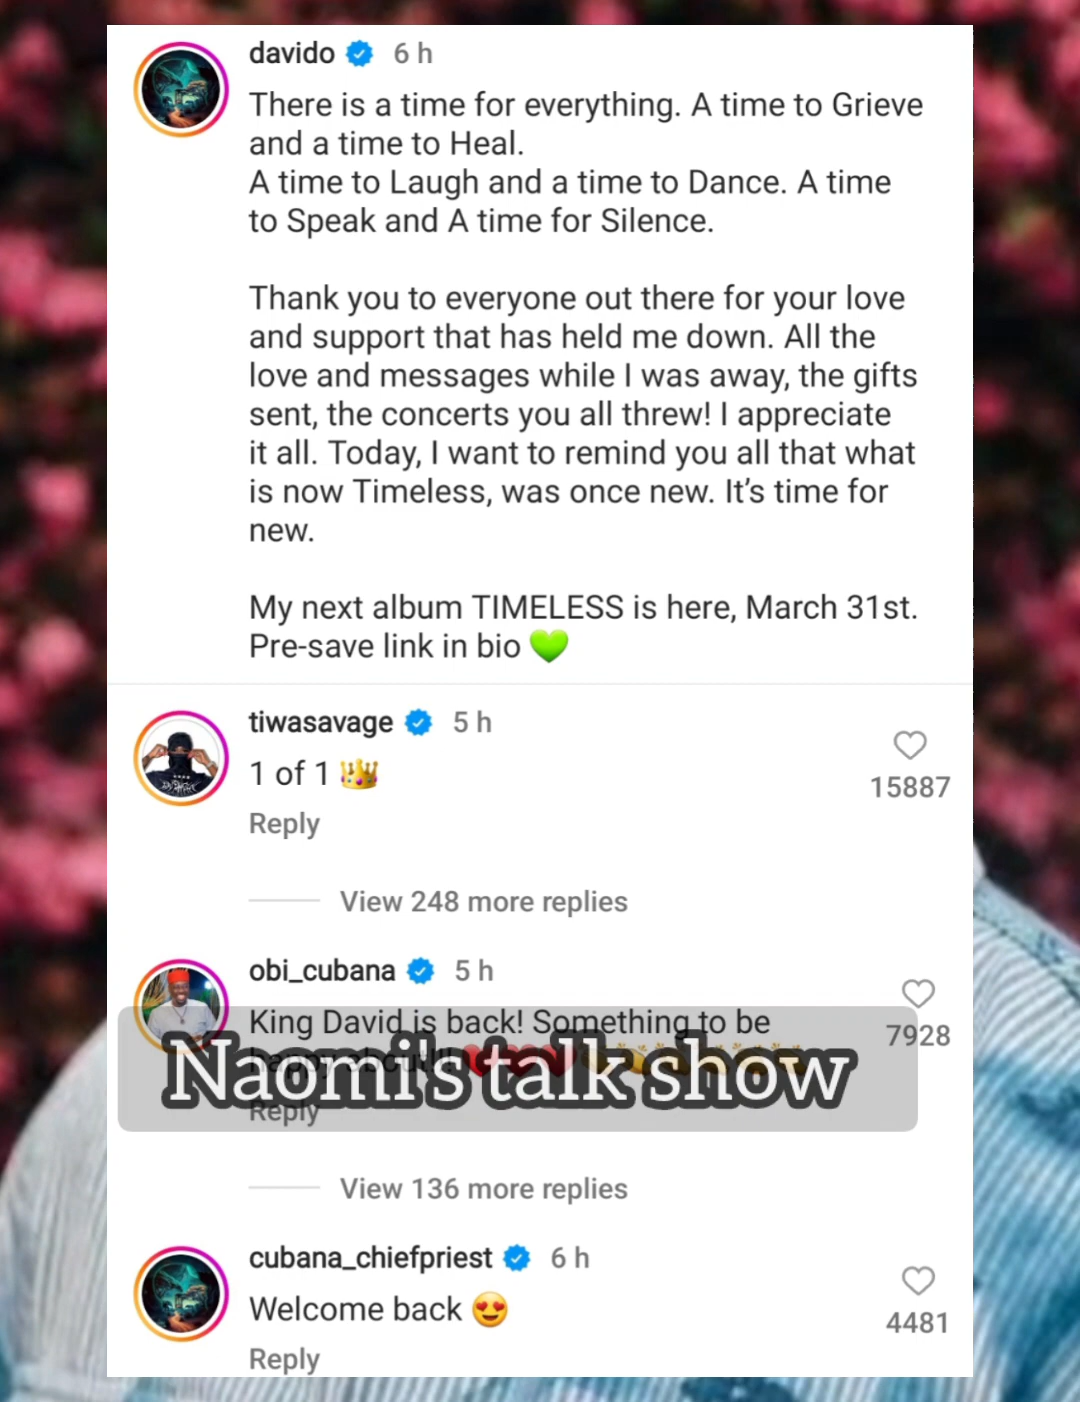 davido 6 h
There is a time for everything. A time to Grieve
and a time to Heal.
A time to Laugh and a time to Dance. A time
to Speak and A time for Silence.
Thank you to everyone out there for your love
and support that has held me down. All the
love and messages while I was away, the gifts
sent, the concerts you all threw! I appreciate
it all. Today, I want to remind you all that what
is now Timeless, was once new. It’s time for
new.
My next album TIMELESS is here, March 31st.
Pre-save link in bio 💚
tiwasavage 5 h
1 of 1 👑
15887
Reply
View 248 more replies
obi_cubana 5 h
King David is back! Something to be
7928
happy about!!!
Naomi's talk show
Reply
View 136 more replies
cubana_chiefpriest 6 h
Welcome back 😍
4481
Reply